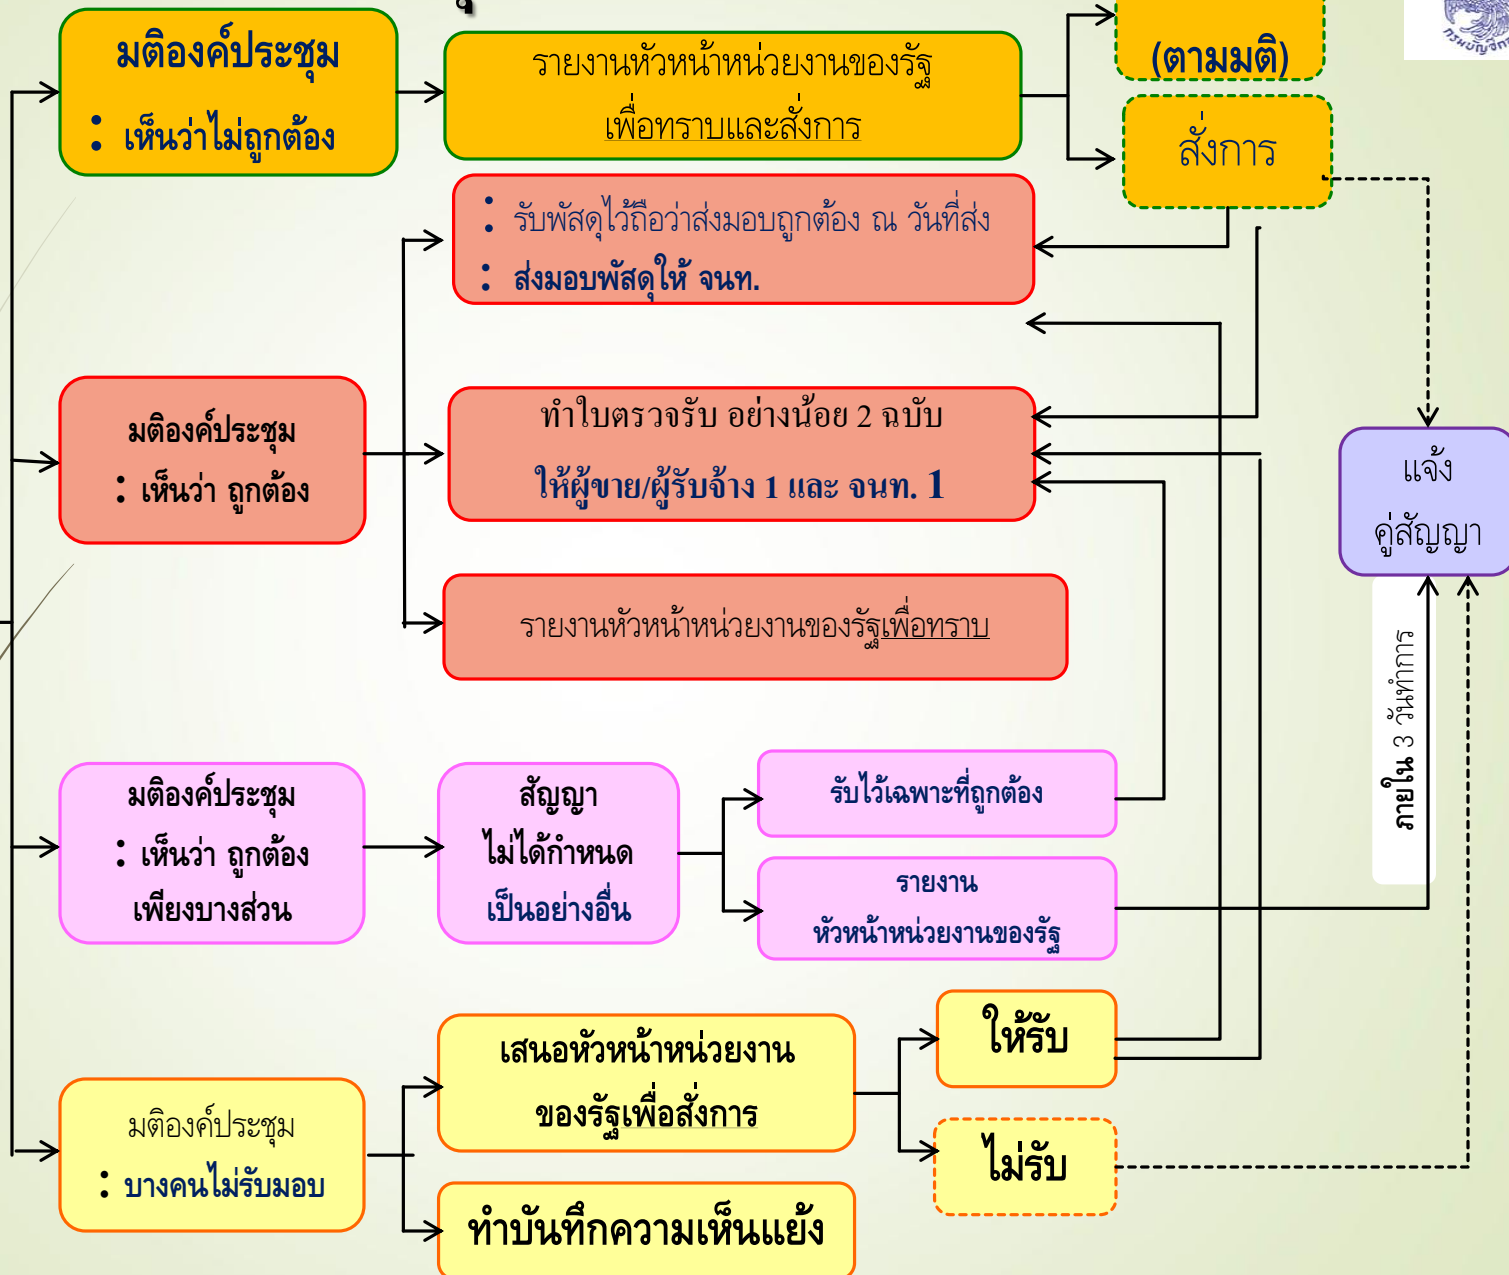 มติองค์ประชุม
: เห็นว่าไม่ถูกต้อง
รายงานหัวหน้าหน่วยงานของรัฐ
เพื่อทราบและสั่งการ
(ตามมติ)
สั่งการ
: รับพัสดุไว้ถือว่าส่งมอบถูกต้อง ณ วันที่ส่ง
: ส่งมอบพัสดุให้ จนท.
มติองค์ประชุม
: เห็นว่า ถูกต้อง
ทำใบตรวจรับ อย่างน้อย 2 ฉบับ
ให้ผู้ขาย/ผู้รับจ้าง 1 และ จนท. 1
แจ้ง
คู่สัญญา
รายงานหัวหน้าหน่วยงานของรัฐเพื่อทราบ
ภายใน 3 วันทำการ
มติองค์ประชุม
: เห็นว่า ถูกต้อง
เพียงบางส่วน
สัญญา
ไม่ได้กำหนด
เป็นอย่างอื่น
รับไว้เฉพาะที่ถูกต้อง
รายงาน
หัวหน้าหน่วยงานของรัฐ
มติองค์ประชุม
: บางคนไม่รับมอบ
เสนอหัวหน้าหน่วยงาน
ของรัฐเพื่อสั่งการ
ให้รับ
ไม่รับ
ทำบันทึกความเห็นแย้ง